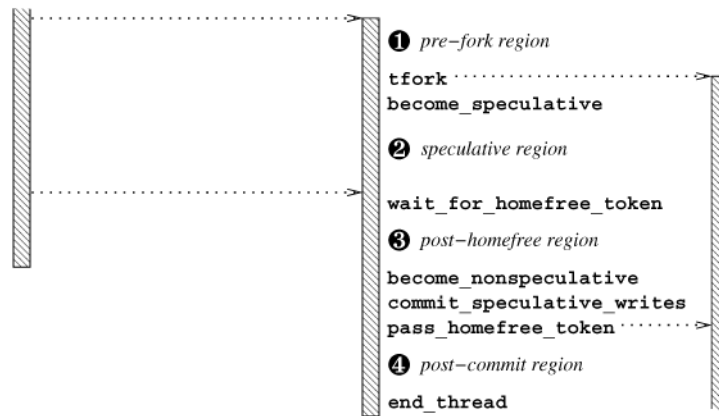 ❶ pre−fork region
tfork
become_speculative
❷ speculative region
wait_for_homefree_token
❸ post−homefree region
become_nonspeculative
commit_speculative_writes
pass_homefree_token
❹ post−commit region
end_thread